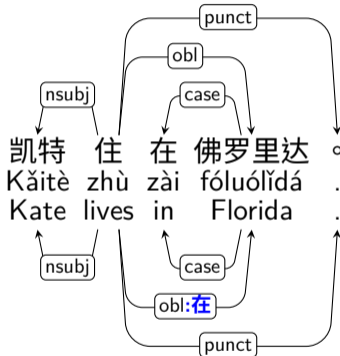 punct
obl
nsubj case
凯特 住 在 佛罗里达 。
Kǎitè zhù zài fóluólǐdá .
Kate lives in Florida .
nsubj case
obl:在
punct